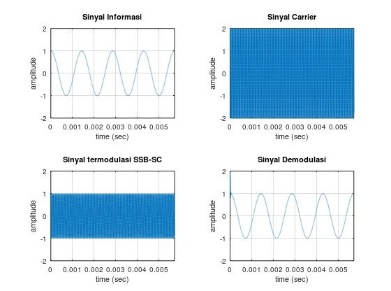 Sinyal Informasi
2
1
0
-1
-2
amplitude
0 0.001 0.002 0.003 0.004 0.005
time (sec)
Sinyal Carrier
2
1
0
-1
-2
amplitude
0 0.001 0.002 0.003 0.004 0.005
time (sec)
Sinyal termodulasi SSB-SC
2
1
0
-1
-2
amplitude
0 0.001 0.002 0.003 0.004 0.005
time (sec)
Sinyal Demodulasi
2
1
0
-1
-2
amplitude
0 0.001 0.002 0.003 0.004 0.005
time (sec)